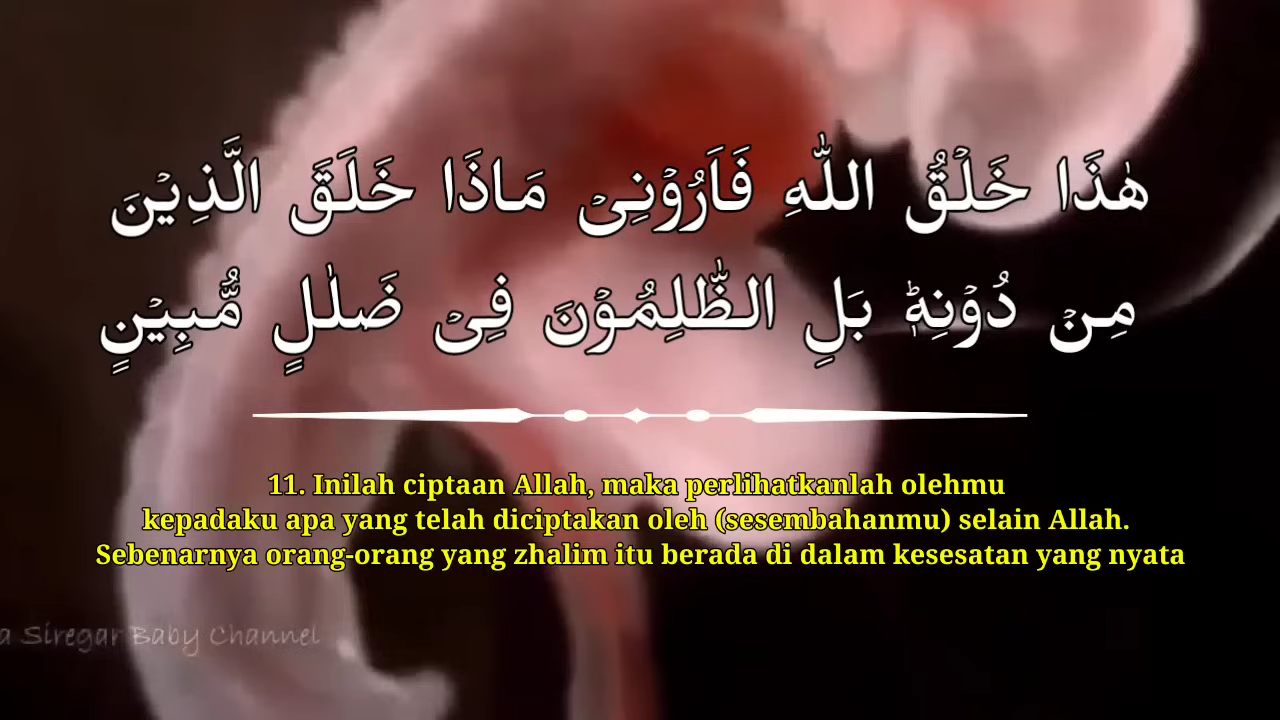 هٰذَا خَلْقُ اللّٰهِ فَاَرُوْنِيْ مَاذَا خَلَقَ الَّذِيْنَ
مِنْ دُوْنِهٖۗ بَلِ الظّٰلِمُوْنَ فِيْ ضَلٰلٍ مُّبِيْنٍ
11. Inilah ciptaan Allah, maka perlihatkanlah olehmu
kepadaku apa yang telah diciptakan oleh (sesembahanmu) selain Allah.
Sebenarnya orang-orang yang zhalim itu berada di dalam kesesatan yang nyata
a Siregar Baby Channel